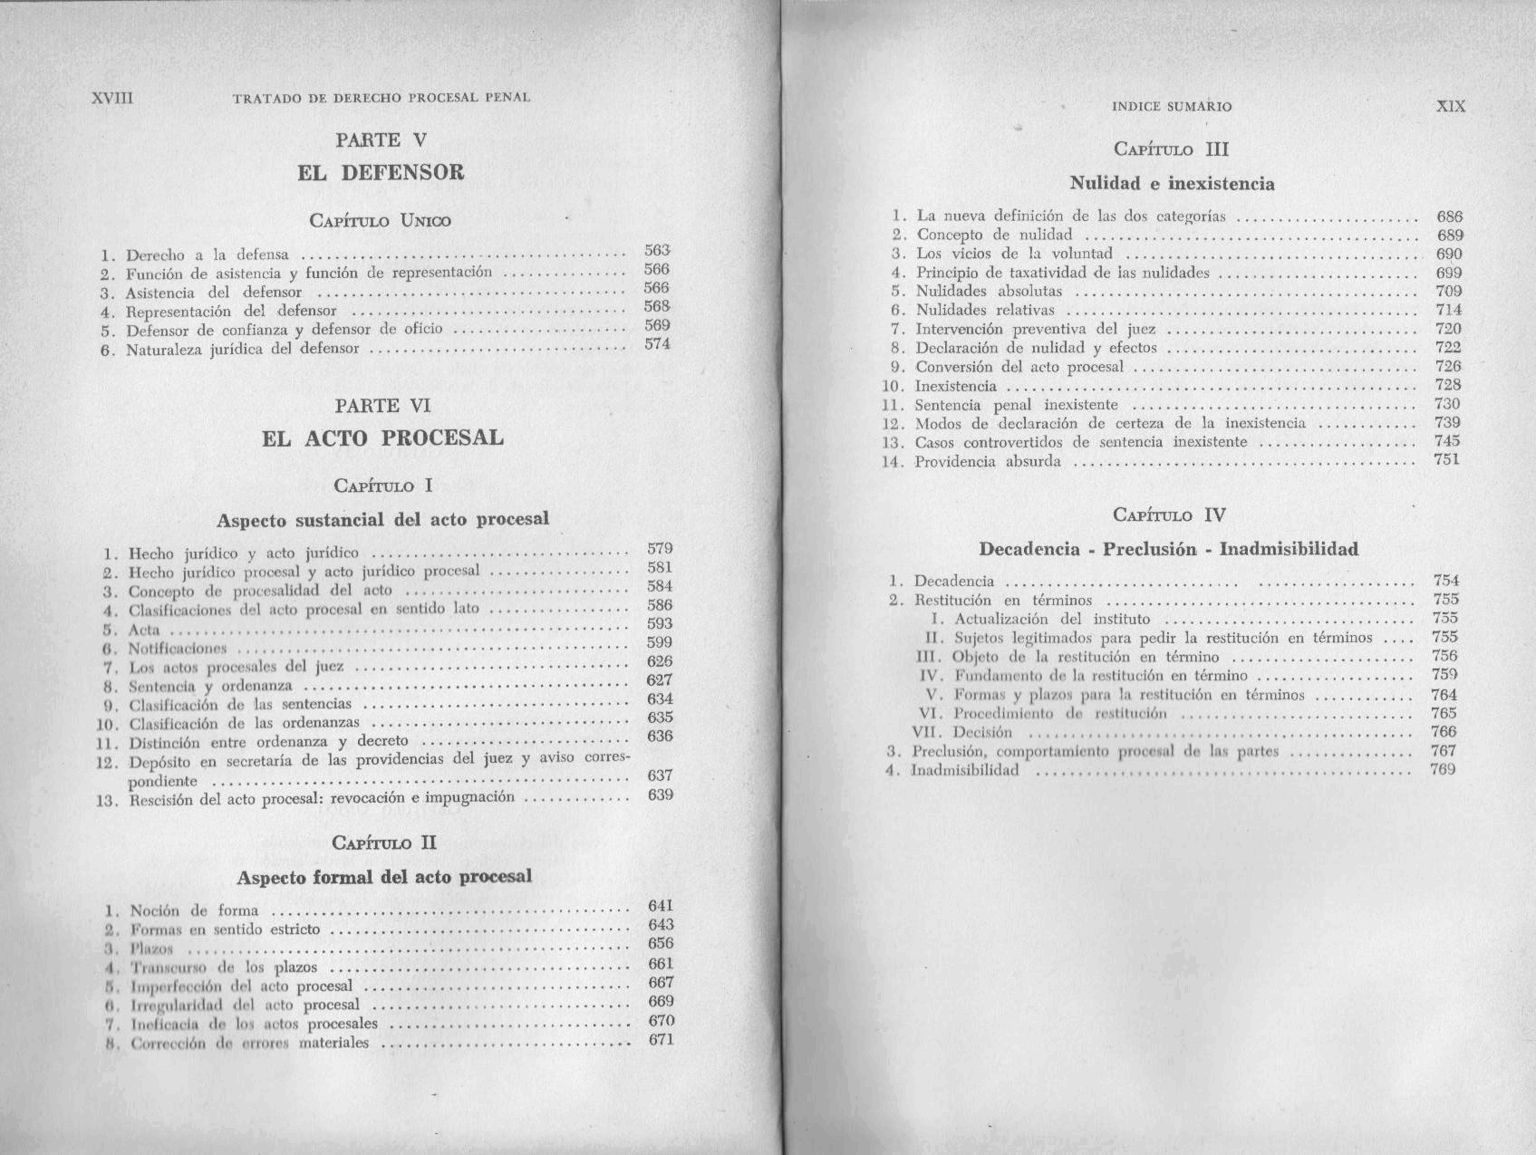 XVIII TRATADO DE DERECHO PROCESAL PENAL
PARTE V
EL DEFENSOR
CAPÍTULO UNICO
1. Derecho a la defensa ........................................ 563
2. Función de asistencia y función de representación ............... 566
3. Asistencia del defensor ..................................... 566
4. Representación del defensor ................................. 568
5. Defensor de confianza y defensor de oficio ..................... 569
6. Naturaleza jurídica del defensor ............................... 574
PARTE VI
EL ACTO PROCESAL
CAPÍTULO I
Aspecto sustancial del acto procesal
1. Hecho jurídico y acto jurídico ............................... 579
2. Hecho jurídico procesal y acto jurídico procesal ................. 581
3. Concepto de procesalidad del acto ........................... 584
4. Clasificaciones del acto procesal en sentido lato ................. 586
5. Acta ....................................................... 593
6. Notificaciones ............................................... 599
7. Los actos procesales del juez ................................. 626
8. Sentencia y ordenanza ....................................... 627
9. Clasificación de las sentencias ................................. 634
10. Clasificación de las ordenanzas ............................... 635
11. Distinción entre ordenanza y decreto ......................... 636
12. Depósito en secretaría de las providencias del juez y aviso corres-
pondiente ................................................... 637
13. Rescisión del acto procesal: revocación e impugnación ............. 639
CAPÍTULO II
Aspecto formal del acto procesal
1. Noción de forma ........................................... 641
2. Formas en sentido estricto ................................... 643
3. Plazos ..................................................... 656
4. Transcurso de los plazos ..................................... 661
5. Imperfección del acto procesal ............................... 667
6. Irregularidad del acto procesal ............................... 669
7. Ineficacia de los actos procesales ............................. 670
8. Corrección de errores materiales ............................. 671
INDICE SUMARIO XIX
CAPÍTULO III
Nulidad e inexistencia
1. La nueva definición de las dos categorías ...................... 686
2. Concepto de nulidad ........................................ 689
3. Los vicios de la voluntad ................................... 690
4. Principio de taxatividad de las nulidades ........................ 699
5. Nulidades absolutas ......................................... 709
6. Nulidades relativas .......................................... 714
7. Intervención preventiva del juez .............................. 720
8. Declaración de nulidad y efectos .............................. 722
9. Conversión del acto procesal .................................. 726
10. Inexistencia ................................................ 728
11. Sentencia penal inexistente .................................. 730
12. Modos de declaración de certeza de la inexistencia ............ 739
13. Casos controvertidos de sentencia inexistente ................... 745
14. Providencia absurda ......................................... 751
CAPÍTULO IV
Decadencia - Preclusión - Inadmisibilidad
1. Decadencia ............................ ................... 754
2. Restitución en términos ..................................... 755
I. Actualización del instituto .............................. 755
II. Sujetos legitimados para pedir la restitución en términos .... 755
III. Objeto de la restitución en término ...................... 756
IV. Fundamento de la restitución en término ................... 759
V. Formas y plazos para la restitución en términos ............ 764
VI. Procedimiento de restitución ............................ 765
VII. Decisión .............................................. 766
3. Preclusión, comportamiento procesal de las partes ............... 767
4. Inadmisibilidad ............................................. 769